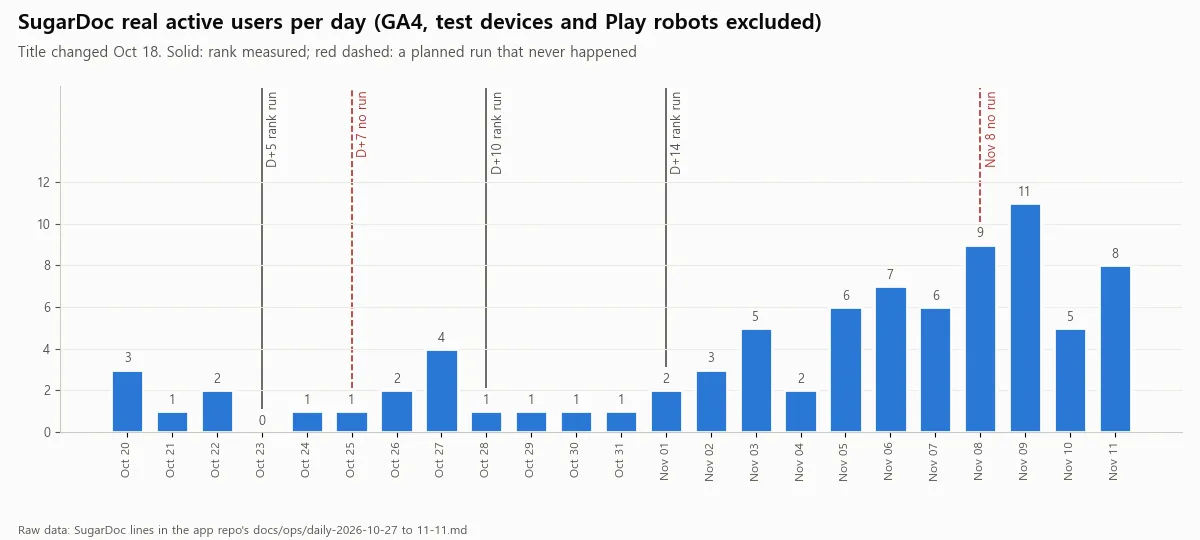 SugarDoc real active users per day (GA4, test devices and Play robots excluded)
Title changed Oct 18. Solid: rank measured; red dashed: a planned run that never happened
D+5 rank run
D+7 no run
D+10 rank run
D+14 rank run
Nov 8 no run
12
10
8
6
4
2
0
3
1
2
0
1
1
2
4
1
1
1
1
2
3
5
2
6
7
6
9
11
5
8
Oct 20
Oct 21
Oct 22
Oct 23
Oct 24
Oct 25
Oct 26
Oct 27
Oct 28
Oct 29
Oct 30
Oct 31
Nov 01
Nov 02
Nov 03
Nov 04
Nov 05
Nov 06
Nov 07
Nov 08
Nov 09
Nov 10
Nov 11
Raw data: SugarDoc lines in the app repo's docs/ops/daily-2026-10-27 to 11-11.md